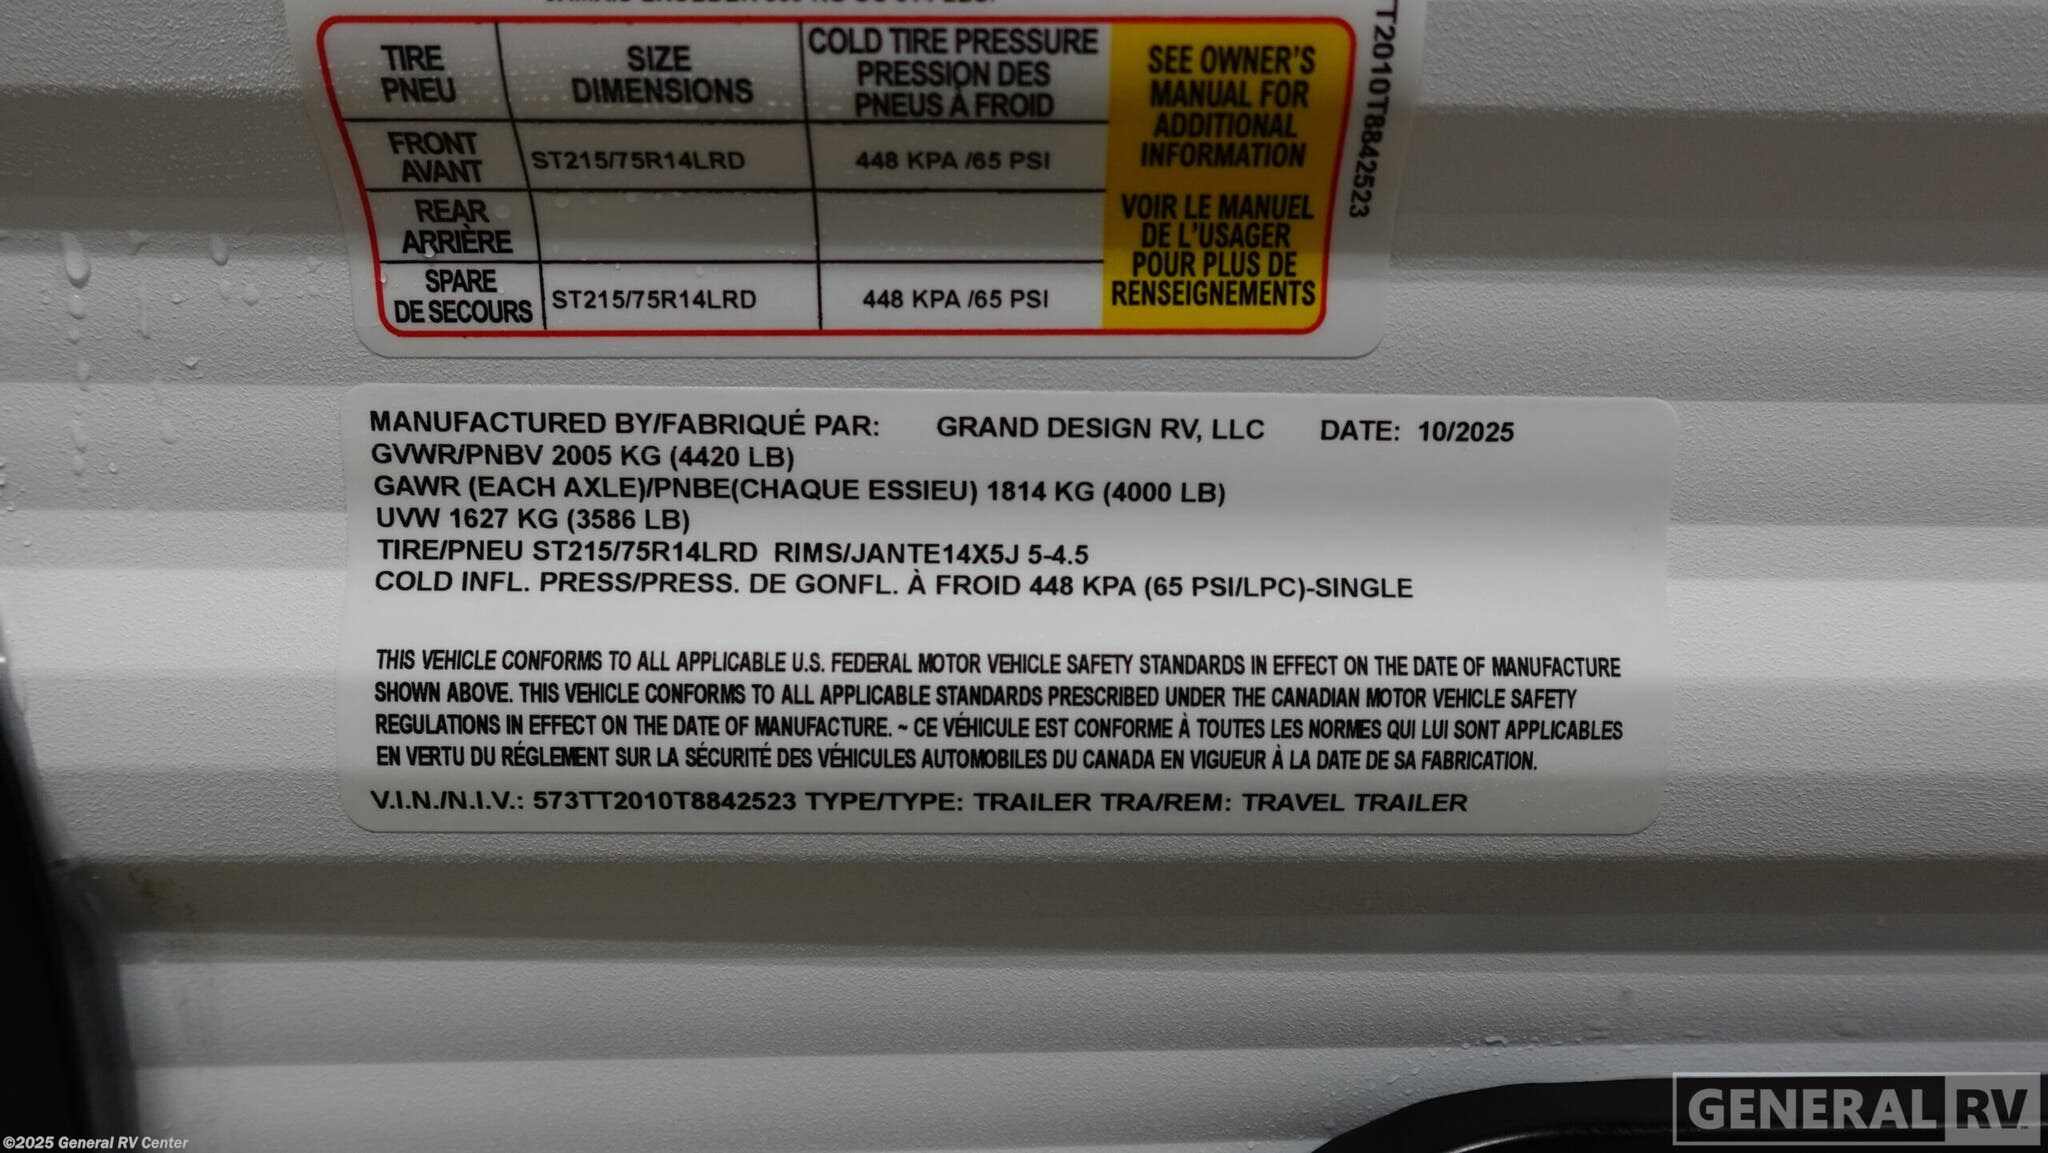 TIRE
PNEU
SIZE
DIMENSIONS
COLD TIRE PRESSURE
PRESSION DES
PNEUS À FROID
SEE OWNER'S
MANUAL FOR
ADDITIONAL
INFORMATION
VOIR LE MANUEL
DE L'USAGER
POUR PLUS DE
RENSEIGNEMENTS
FRONT
AVANT
ST215/75R14LRD
448 KPA /65 PSI
REAR
ARRIÈRE
SPARE
DE SECOURS
ST215/75R14LRD
448 KPA /65 PSI
T2010T8842523
MANUFACTURED BY/FABRIQUÉ PAR: GRAND DESIGN RV, LLC DATE: 10/2025
GVWR/PNBV 2005 KG (4420 LB)
GAWR (EACH AXLE)/PNBE(CHAQUE ESSIEU) 1814 KG (4000 LB)
UVW 1627 KG (3586 LB)
TIRE/PNEU ST215/75R14LRD RIMS/JANTE14X5J 5-4.5
COLD INFL. PRESS/PRESS. DE GONFL. À FROID 448 KPA (65 PSI/LPC)-SINGLE
THIS VEHICLE CONFORMS TO ALL APPLICABLE U.S. FEDERAL MOTOR VEHICLE SAFETY STANDARDS IN EFFECT ON THE DATE OF MANUFACTURE
SHOWN ABOVE. THIS VEHICLE CONFORMS TO ALL APPLICABLE STANDARDS PRESCRIBED UNDER THE CANADIAN MOTOR VEHICLE SAFETY
REGULATIONS IN EFFECT ON THE DATE OF MANUFACTURE. ~ CE VÉHICULE EST CONFORME À TOUTES LES NORMES QUI LUI SONT APPLICABLES
EN VERTU DU RÉGLEMENT SUR LA SÉCURITÉ DES VÉHICULES AUTOMOBILES DU CANADA EN VIGUEUR À LA DATE DE SA FABRICATION.
V.I.N./N.I.V.: 573TT2010T8842523 TYPE/TYPE: TRAILER TRA/REM: TRAVEL TRAILER
GENERAL RV
©2025 General RV Center